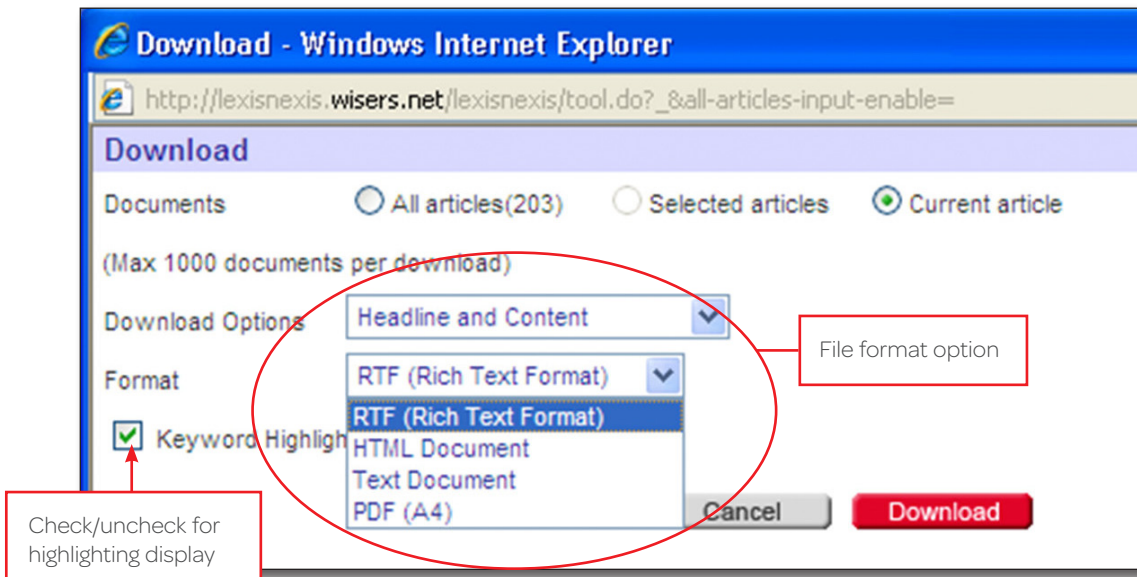 Download - Windows Internet Explorer
http://lexisnexis.wisers.net/lexisnexis/tool.do?_&all-articles-input-enable=
Download
Documents All articles(203) Selected articles Current article
(Max 1000 documents per download)
Download Options Headline and Content
File format option
Format RTF (Rich Text Format)
RTF (Rich Text Format)
Keyword Highligh
HTML Document
Text Document
PDF (A4)
Cancel Download
Check/uncheck for
highlighting display